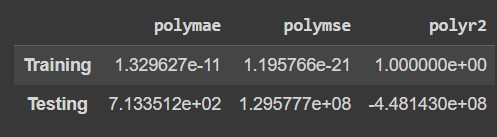 polymae polymse polyr2
Training 1.329627e-11 1.195766e-21 1.000000e+00
Testing 7.133512e+02 1.295777e+08 -4.481430e+08